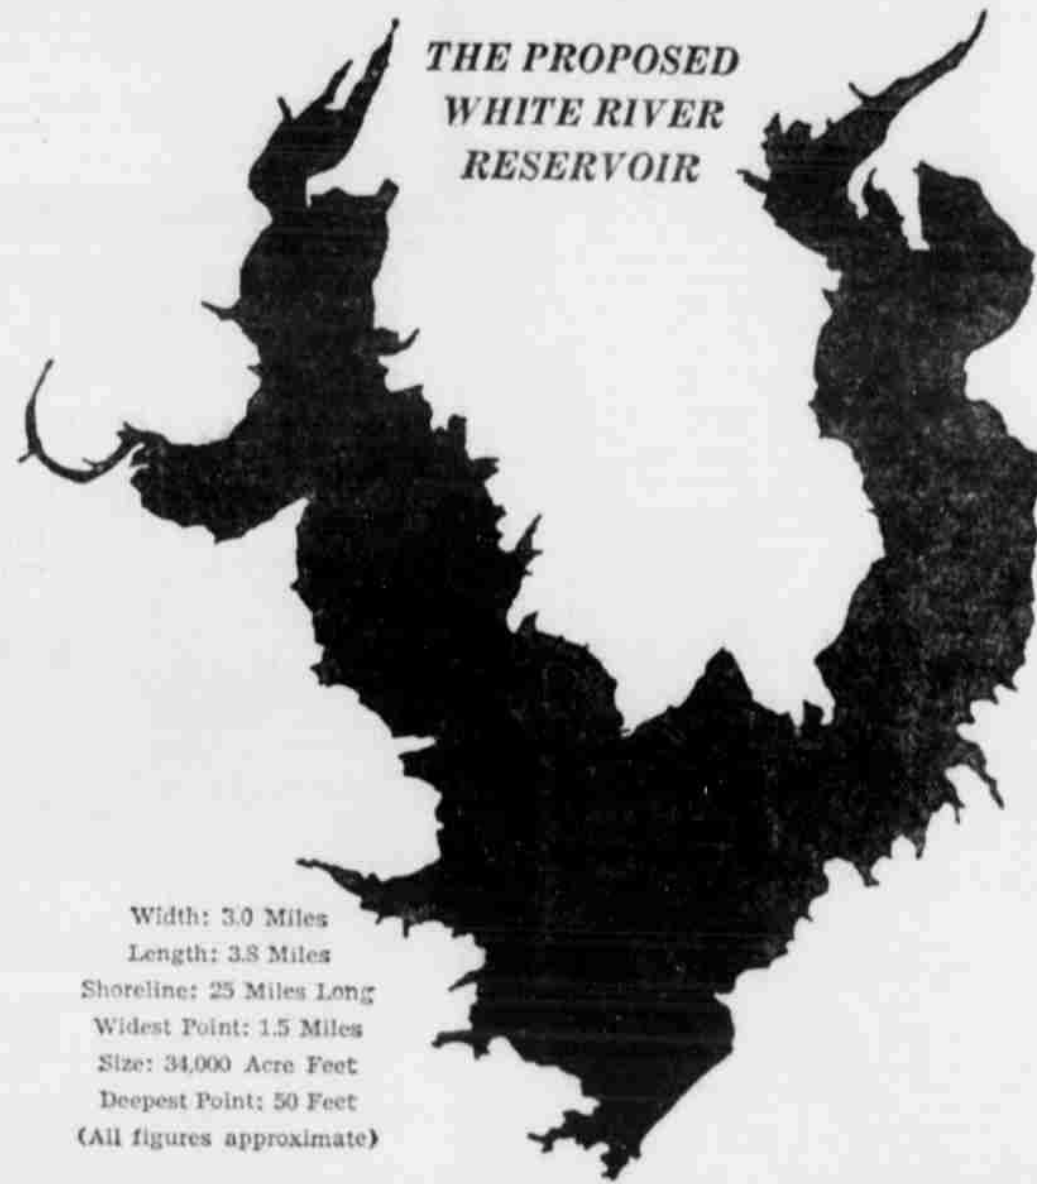 THE PROPOSED
WHITE RIVER
RESERVOIR
Width: 3.0 Miles
Length: 3.8 Miles
Shoreline: 25 Miles Long
Widest Point: 1.5 Miles
Size: 34,000 Acre Feet
Deepest Point: 50 Feet
(All figures approximate)